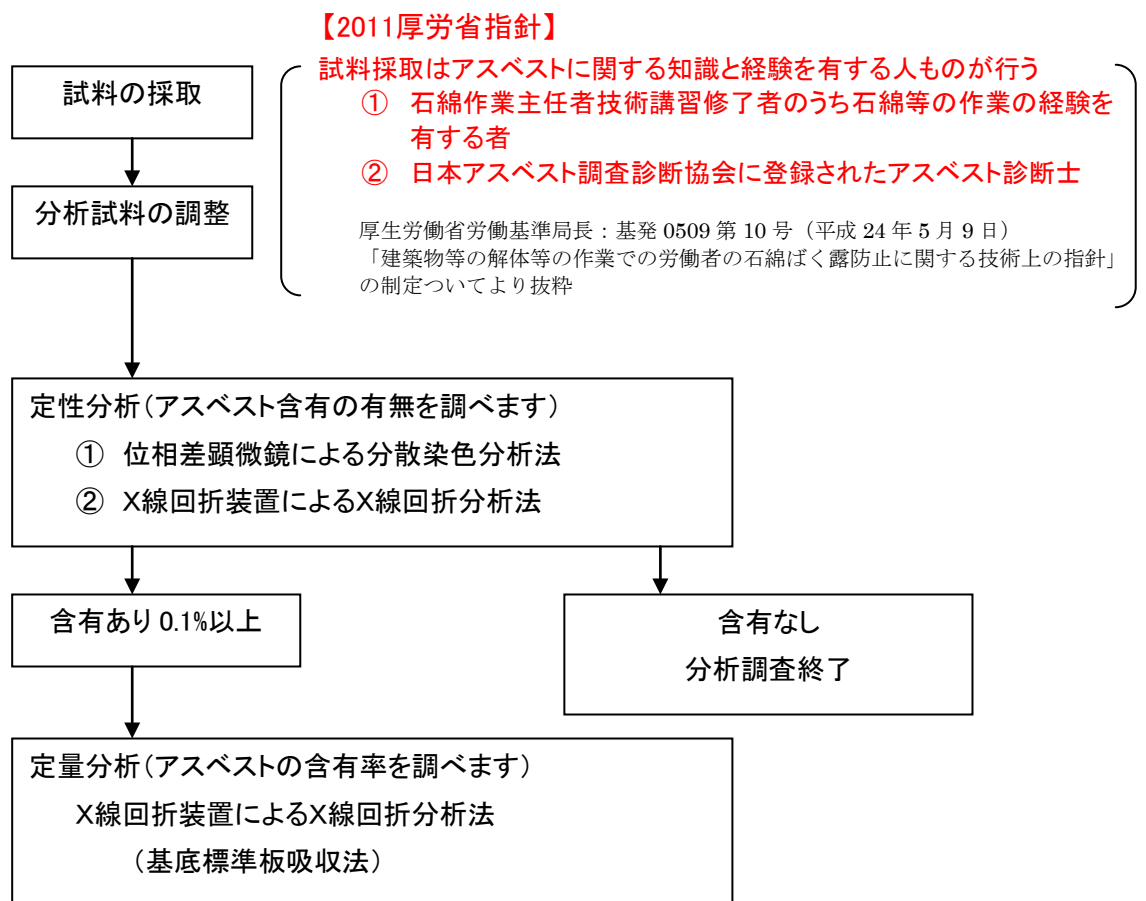 【2011厚労省指針】
試料の採取
試料採取はアスベストに関する知識と経験を有する人ものが行う
① 石綿作業主任者技術講習修了者のうち石綿等の作業の経験を
有する者
② 日本アスベスト調査診断協会に登録されたアスベスト診断士
分析試料の調整
厚生労働省労働基準局長：基発 0509 第 10 号（平成 24 年 5 月 9 日）
「建築物等の解体等の作業での労働者の石綿ばく露防止に関する技術上の指針」
の制定ついてより抜粋
定性分析（アスベスト含有の有無を調べます）
① 位相差顕微鏡による分散染色分析法
② X線回折装置によるX線回折分析法
含有あり 0.1%以上
含有なし
分析調査終了
定量分析（アスベストの含有率を調べます）
X線回折装置によるX線回折分析法
（基底標準板吸収法）